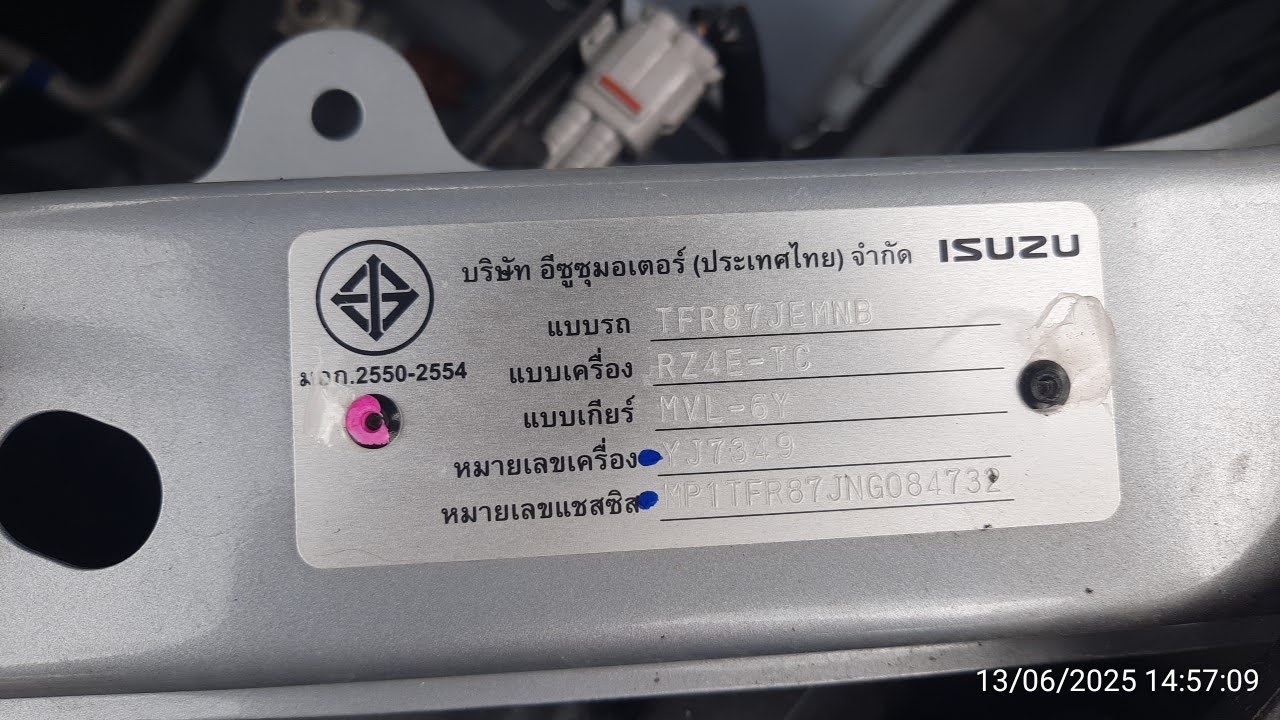 บริษัท อีซูซุมอเตอร์ (ประเทศไทย) จำกัด ISUZU
มอก.2550-2554
แบบรถ TFR87JEMNB
แบบเครื่อง RZ4E-TC
แบบเกียร์ MVL-6Y
หมายเลขเครื่อง YJ7349
หมายเลขแชสซิส MP1TFR87JNG084732
13/06/2025 14:57:09